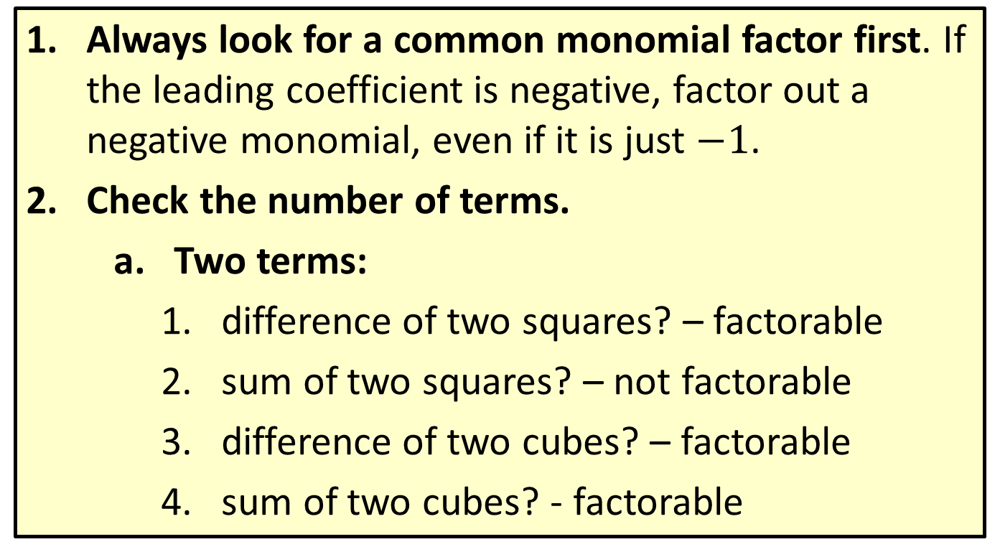 1. Always look for a common monomial factor first. If
the leading coefficient is negative, factor out a
negative monomial, even if it is just −1.
2. Check the number of terms.
a. Two terms:
1. difference of two squares? – factorable
2. sum of two squares? – not factorable
3. difference of two cubes? – factorable
4. sum of two cubes? - factorable